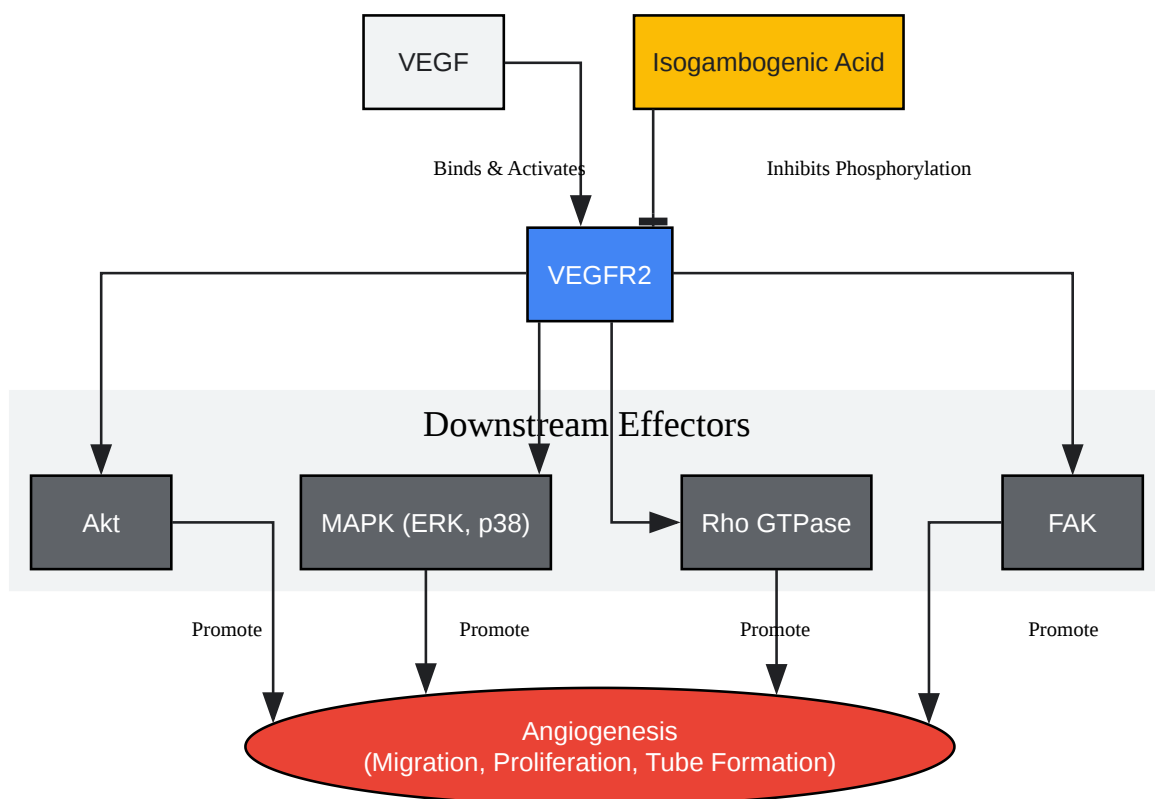 VEGF
Isogambogenic Acid
Binds & Activates
Inhibits Phosphorylation
VEGFR2
Downstream Effectors
Akt
MAPK (ERK, p38)
Rho GTPase
FAK
Promote
Promote
Promote
Promote
Angiogenesis
(Migration, Proliferation, Tube Formation)